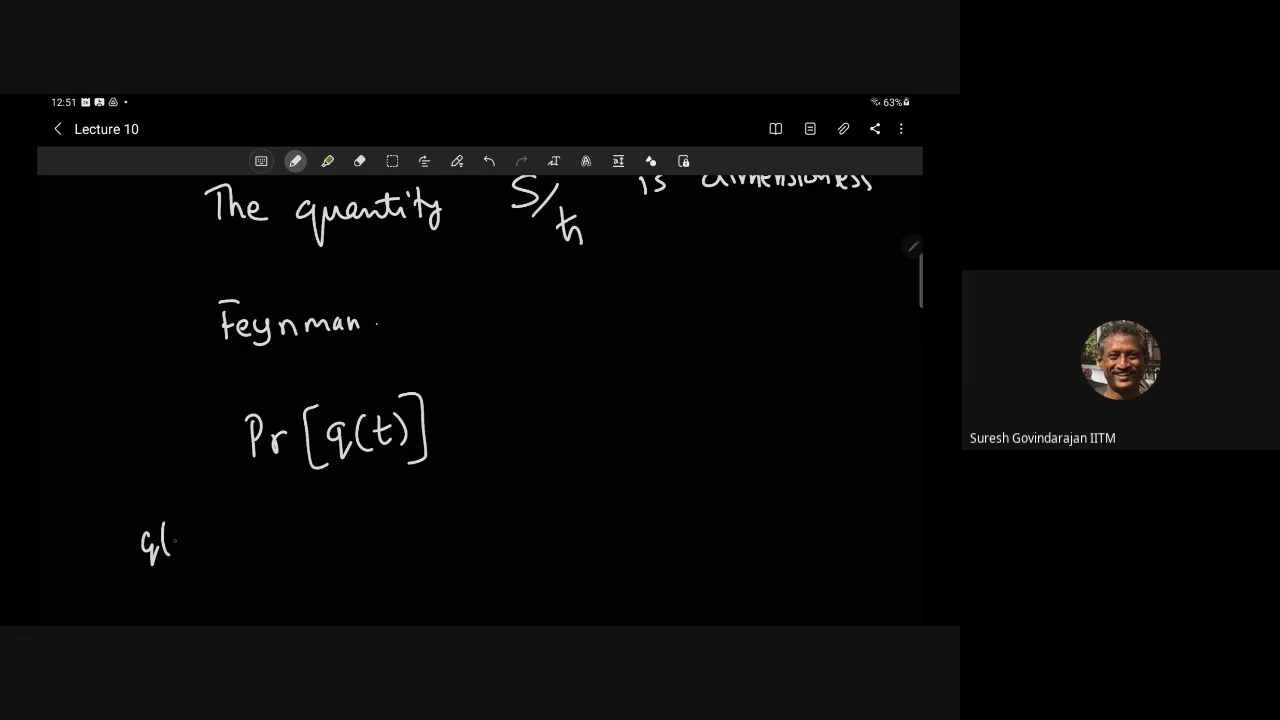 12:51
63%
Lecture 10
The quantity S/ħ is dimensionless
Feynman.
Pr [q(t)]
q(
Suresh Govindarajan IITM